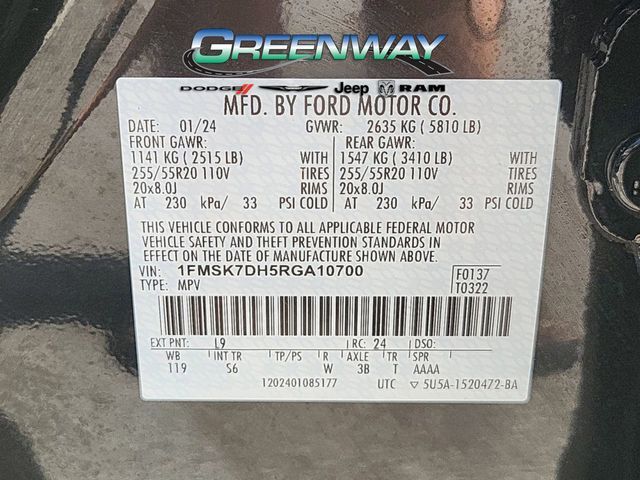 GREENWAY
DODGE Jeep RAM
MFD. BY FORD MOTOR CO.
DATE: 01/24 GVWR: 2635 KG ( 5810 LB)
FRONT GAWR: REAR GAWR:
1141 KG ( 2515 LB) WITH 1547 KG ( 3410 LB) WITH
255/55R20 110V TIRES 255/55R20 110V TIRES
20x8.0J RIMS 20x8.0J RIMS
AT 230 kPa/ 33 PSI COLD AT 230 kPa/ 33 PSI COLD
THIS VEHICLE CONFORMS TO ALL APPLICABLE FEDERAL MOTOR
VEHICLE SAFETY AND THEFT PREVENTION STANDARDS IN EFFECT ON
THE DATE OF MANUFACTURE SHOWN ABOVE.
VIN: 1FMSK7DH5RGA10700 F0137
TYPE: MPV T0322
EXT PNT: L9 RC: 24 DSO:
WB INT TR TP/PS R AXLE TR SPR
119 S6 W 3B T AAAA
1202401085177 UTC ▽ 5U5A-1520472-BA